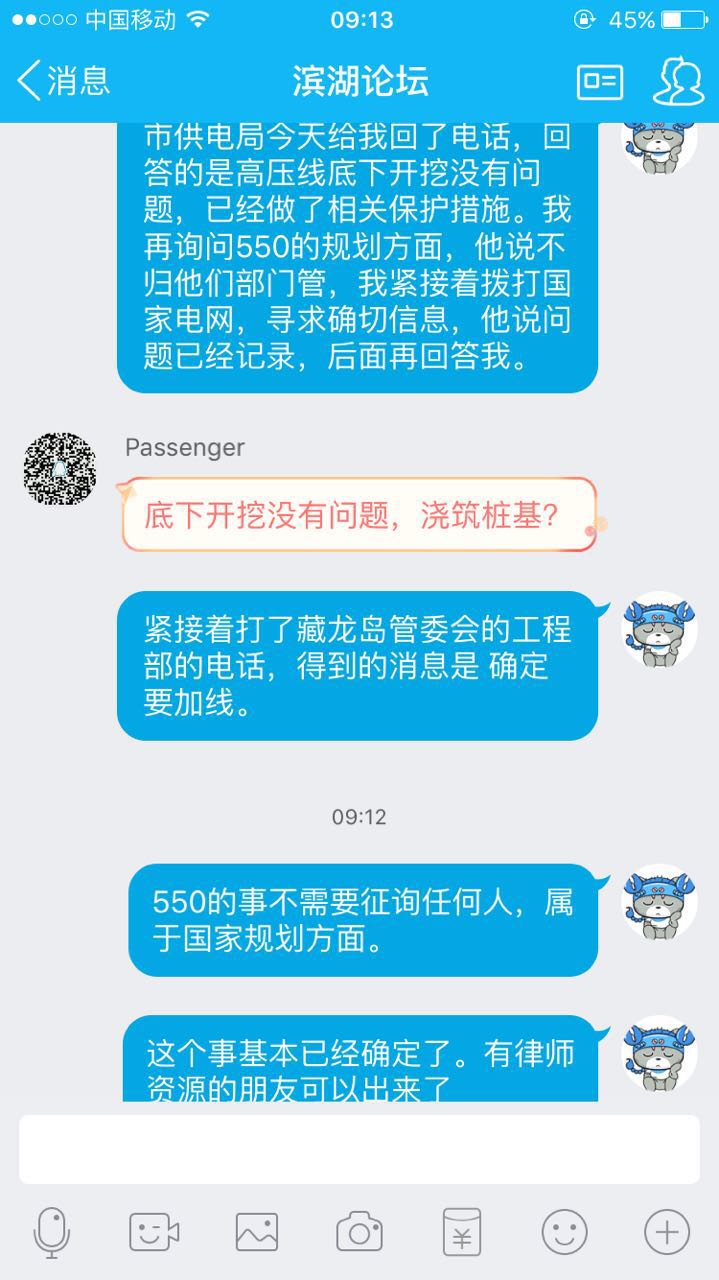 中国移动 09:13 45%
消息 滨湖论坛
市供电局今天给我回了电话，回
答的是高压线底下开挖没有问
题，已经做了相关保护措施。我
再询问550的规划方面，他说不
归他们部门管，我紧接着拨打国
家电网，寻求确切信息，他说问
题已经记录，后面再回答我。
Passenger
底下开挖没有问题，浇筑桩基？
紧接着打了藏龙岛管委会的工程
部的电话，得到的消息是 确定
要加线。
09:12
550的事不需要征询任何人，属
于国家规划方面。
这个事基本已经确定了。有律师
资源的朋友可以出来了